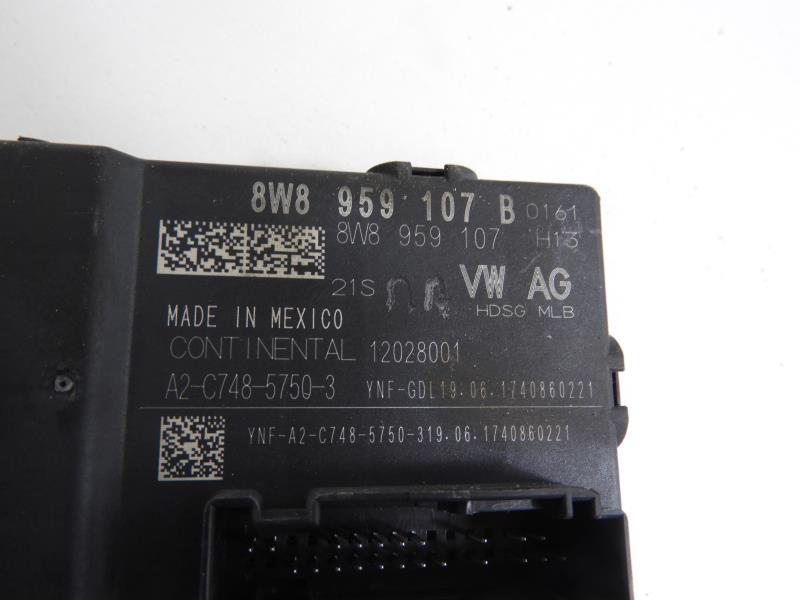 8W8 959 107 B 0161
8W8 959 107 H13
21S VW AG
HDSG MLB
MADE IN MEXICO
CONTINENTAL 12028001
A2-C748-5750-3 YNF-GDL19.06.1740860221
YNF-A2-C748-5750-319.06.1740860221